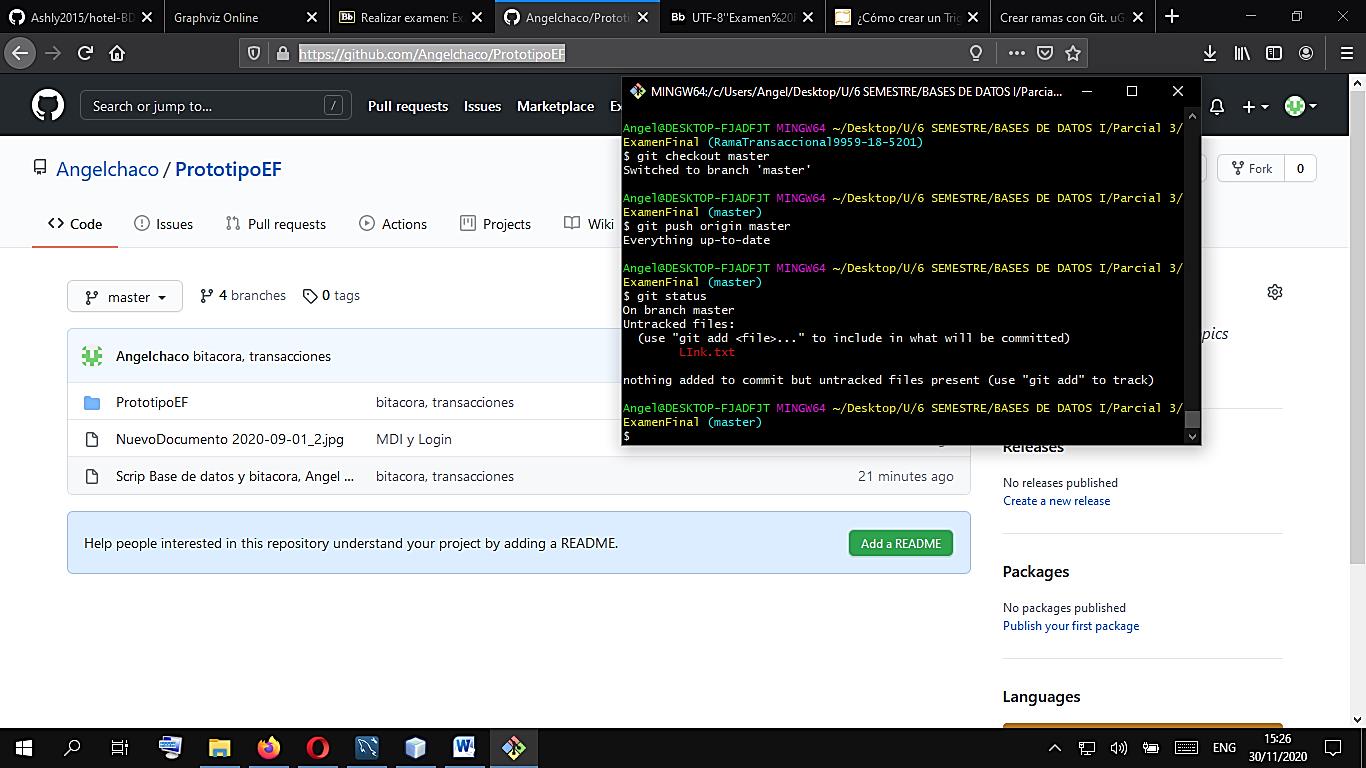 Ashly2015/hotel-BD
Graphviz Online
Realizar examen: Ex
Angelchaco/Prototip
UTF-8''Examen%20
¿Cómo crear un Trig
Crear ramas con Git. uG
https://github.com/Angelchaco/PrototipoEF
Search or jump to...
/
Pull requests
Issues
Marketplace
Ex
MINGW64:/c/Users/Angel/Desktop/U/6 SEMESTRE/BASES DE DATOS I/Parcia...
Angel@DESKTOP-FJADFJT MINGW64 ~/Desktop/U/6 SEMESTRE/BASES DE DATOS I/Parcial 3/
ExamenFinal (RamaTransaccional9959-18-5201)
$ git checkout master
Switched to branch 'master'
Angel@DESKTOP-FJADFJT MINGW64 ~/Desktop/U/6 SEMESTRE/BASES DE DATOS I/Parcial 3/
ExamenFinal (master)
$ git push origin master
Everything up-to-date
Angel@DESKTOP-FJADFJT MINGW64 ~/Desktop/U/6 SEMESTRE/BASES DE DATOS I/Parcial 3/
ExamenFinal (master)
$ git status
On branch master
Untracked files:
(use "git add <file>..." to include in what will be committed)
LInk.txt
nothing added to commit but untracked files present (use "git add" to track)
Angel@DESKTOP-FJADFJT MINGW64 ~/Desktop/U/6 SEMESTRE/BASES DE DATOS I/Parcial 3/
ExamenFinal (master)
$
Angelchaco / PrototipoEF
Fork 0
Code
Issues
Pull requests
Actions
Projects
Wiki
master
4 branches
0 tags
pics
Angelchaco bitacora, transacciones
PrototipoEF bitacora, transacciones
NuevoDocumento 2020-09-01_2.jpg MDI y Login
Scrip Base de datos y bitacora, Angel ... bitacora, transacciones 21 minutes ago
Help people interested in this repository understand your project by adding a README.
Add a README
Releases
No releases published
Create a new release
Packages
No packages published
Publish your first package
Languages
ENG
15:26
30/11/2020